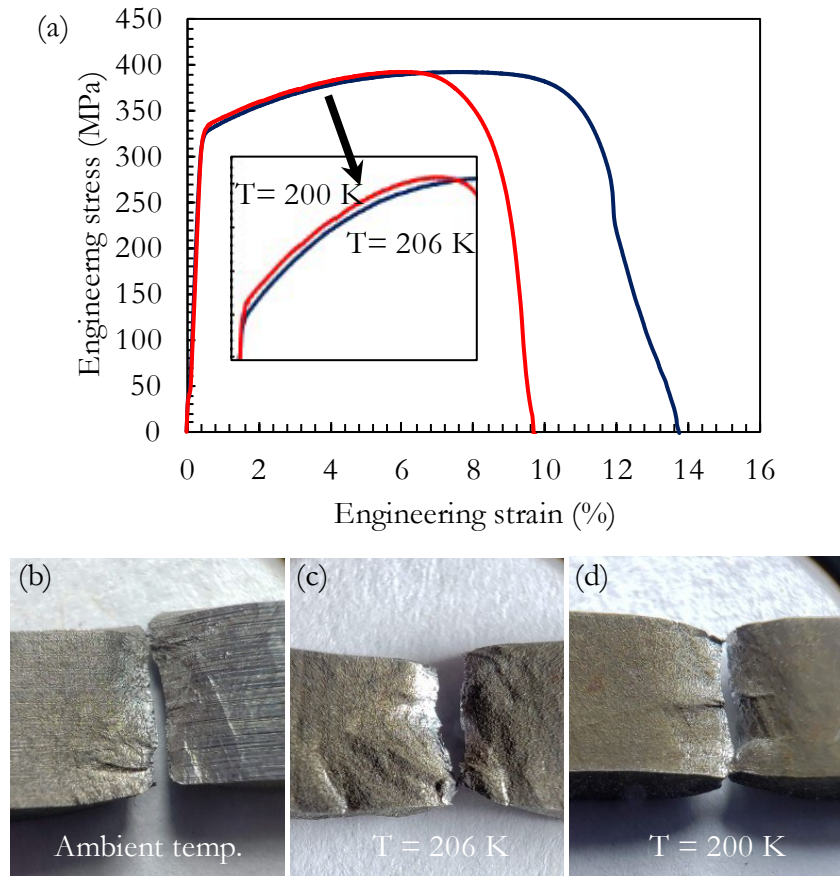 (a)
450
400
350
300
250
200
150
100
50
0
Engineerng stress (MPa)
T= 200 K
T= 206 K
0 2 4 6 8 10 12 14 16
Engineering strain (%)
(b) (c) (d)
Ambient temp. T = 206 K T = 200 K